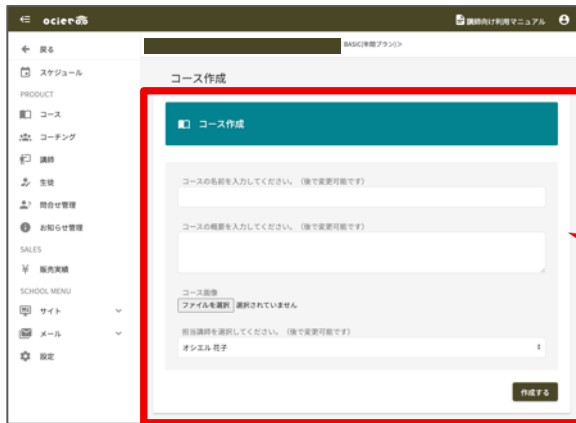 ocier
講師向け利用マニュアル
戻る
BASIC(年間プラン)>
スケジュール
コース作成
PRODUCT
コース
コース作成
コーチング
講師
生徒
コースの名前を入力してください。（後で変更可能です）
問合せ管理
お知らせ管理
コースの概要を入力してください。（後で変更可能です）
SALES
¥ 販売実績
SCHOOL MENU
コース画像
サイト
ファイルを選択 選択されていません
メール
担当講師を選択してください。（後で変更可能です）
オシエル 花子
設定
作成する